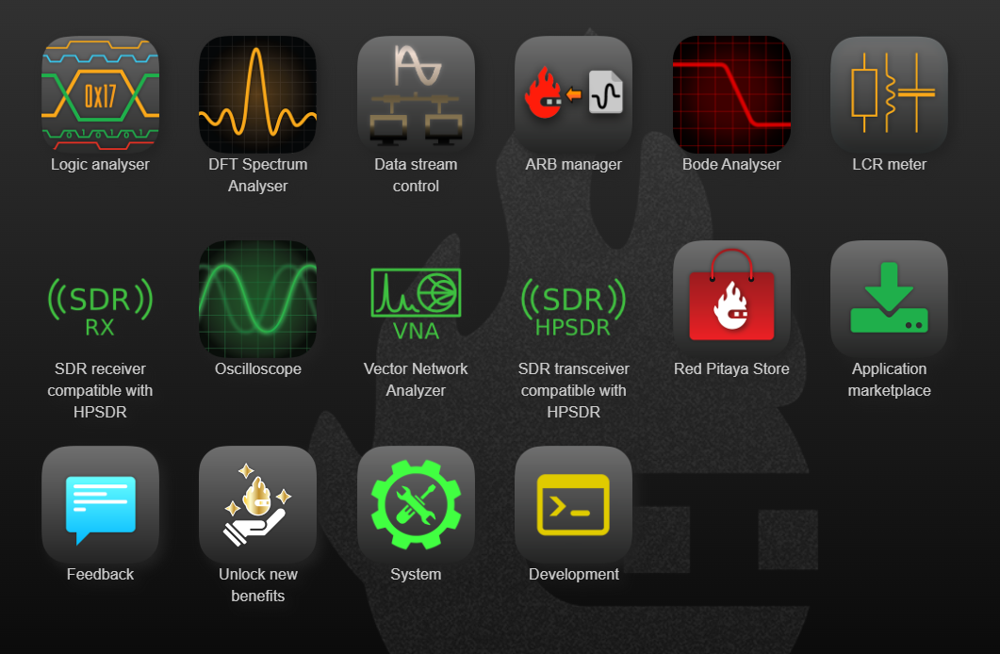 0x17
Logic analyser
DFT Spectrum
Analyser
Data stream
control
ARB manager
Bode Analyser
LCR meter
((SDR))
RX
SDR receiver
compatible with
HPSDR
Oscilloscope
VNA
Vector Network
Analyzer
((SDR))
HPSDR
SDR transceiver
compatible with
HPSDR
Red Pitaya Store
Application
marketplace
Feedback
Unlock new
benefits
System
>_
Development